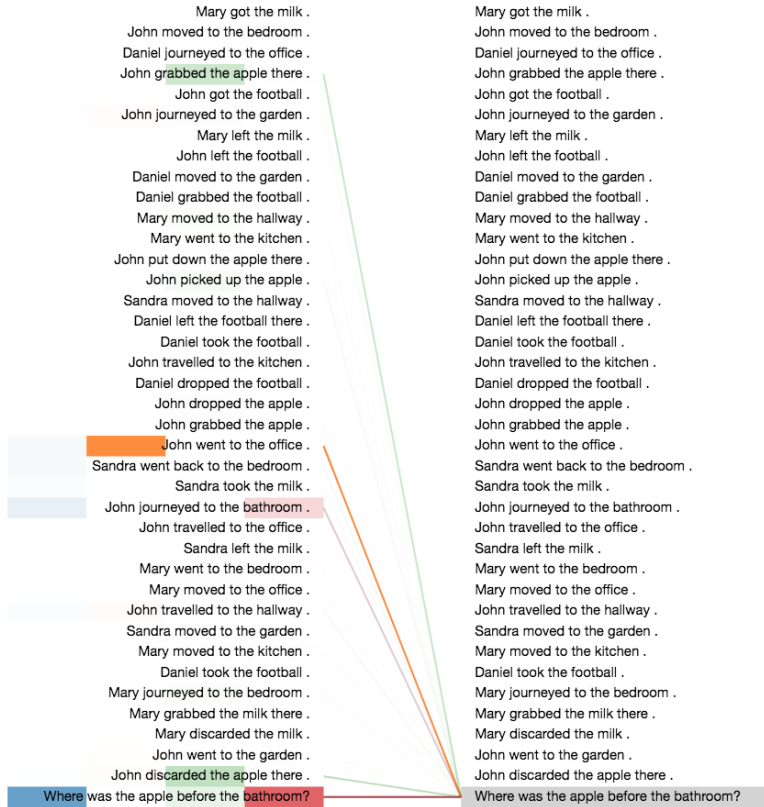 Mary got the milk .
John moved to the bedroom .
Daniel journeyed to the office .
John grabbed the apple there .
John got the football .
John journeyed to the garden .
Mary left the milk .
John left the football .
Daniel moved to the garden .
Daniel grabbed the football .
Mary moved to the hallway .
Mary went to the kitchen .
John put down the apple there .
John picked up the apple .
Sandra moved to the hallway .
Daniel left the football there .
Daniel took the football .
John travelled to the kitchen .
Daniel dropped the football .
John dropped the apple .
John grabbed the apple .
John went to the office .
Sandra went back to the bedroom .
Sandra took the milk .
John journeyed to the bathroom .
John travelled to the office .
Sandra left the milk .
Mary went to the bedroom .
Mary moved to the office .
John travelled to the hallway .
Sandra moved to the garden .
Mary moved to the kitchen .
Daniel took the football .
Mary journeyed to the bedroom .
Mary grabbed the milk there .
Mary discarded the milk .
John went to the garden .
John discarded the apple there .
Where was the apple before the bathroom?
Mary got the milk .
John moved to the bedroom .
Daniel journeyed to the office .
John grabbed the apple there .
John got the football .
John journeyed to the garden .
Mary left the milk .
John left the football .
Daniel moved to the garden .
Daniel grabbed the football .
Mary moved to the hallway .
Mary went to the kitchen .
John put down the apple there .
John picked up the apple .
Sandra moved to the hallway .
Daniel left the football there .
Daniel took the football .
John travelled to the kitchen .
Daniel dropped the football .
John dropped the apple .
John grabbed the apple .
John went to the office .
Sandra went back to the bedroom .
Sandra took the milk .
John journeyed to the bathroom .
John travelled to the office .
Sandra left the milk .
Mary went to the bedroom .
Mary moved to the office .
John travelled to the hallway .
Sandra moved to the garden .
Mary moved to the kitchen .
Daniel took the football .
Mary journeyed to the bedroom .
Mary grabbed the milk there .
Mary discarded the milk .
John went to the garden .
John discarded the apple there .
Where was the apple before the bathroom?